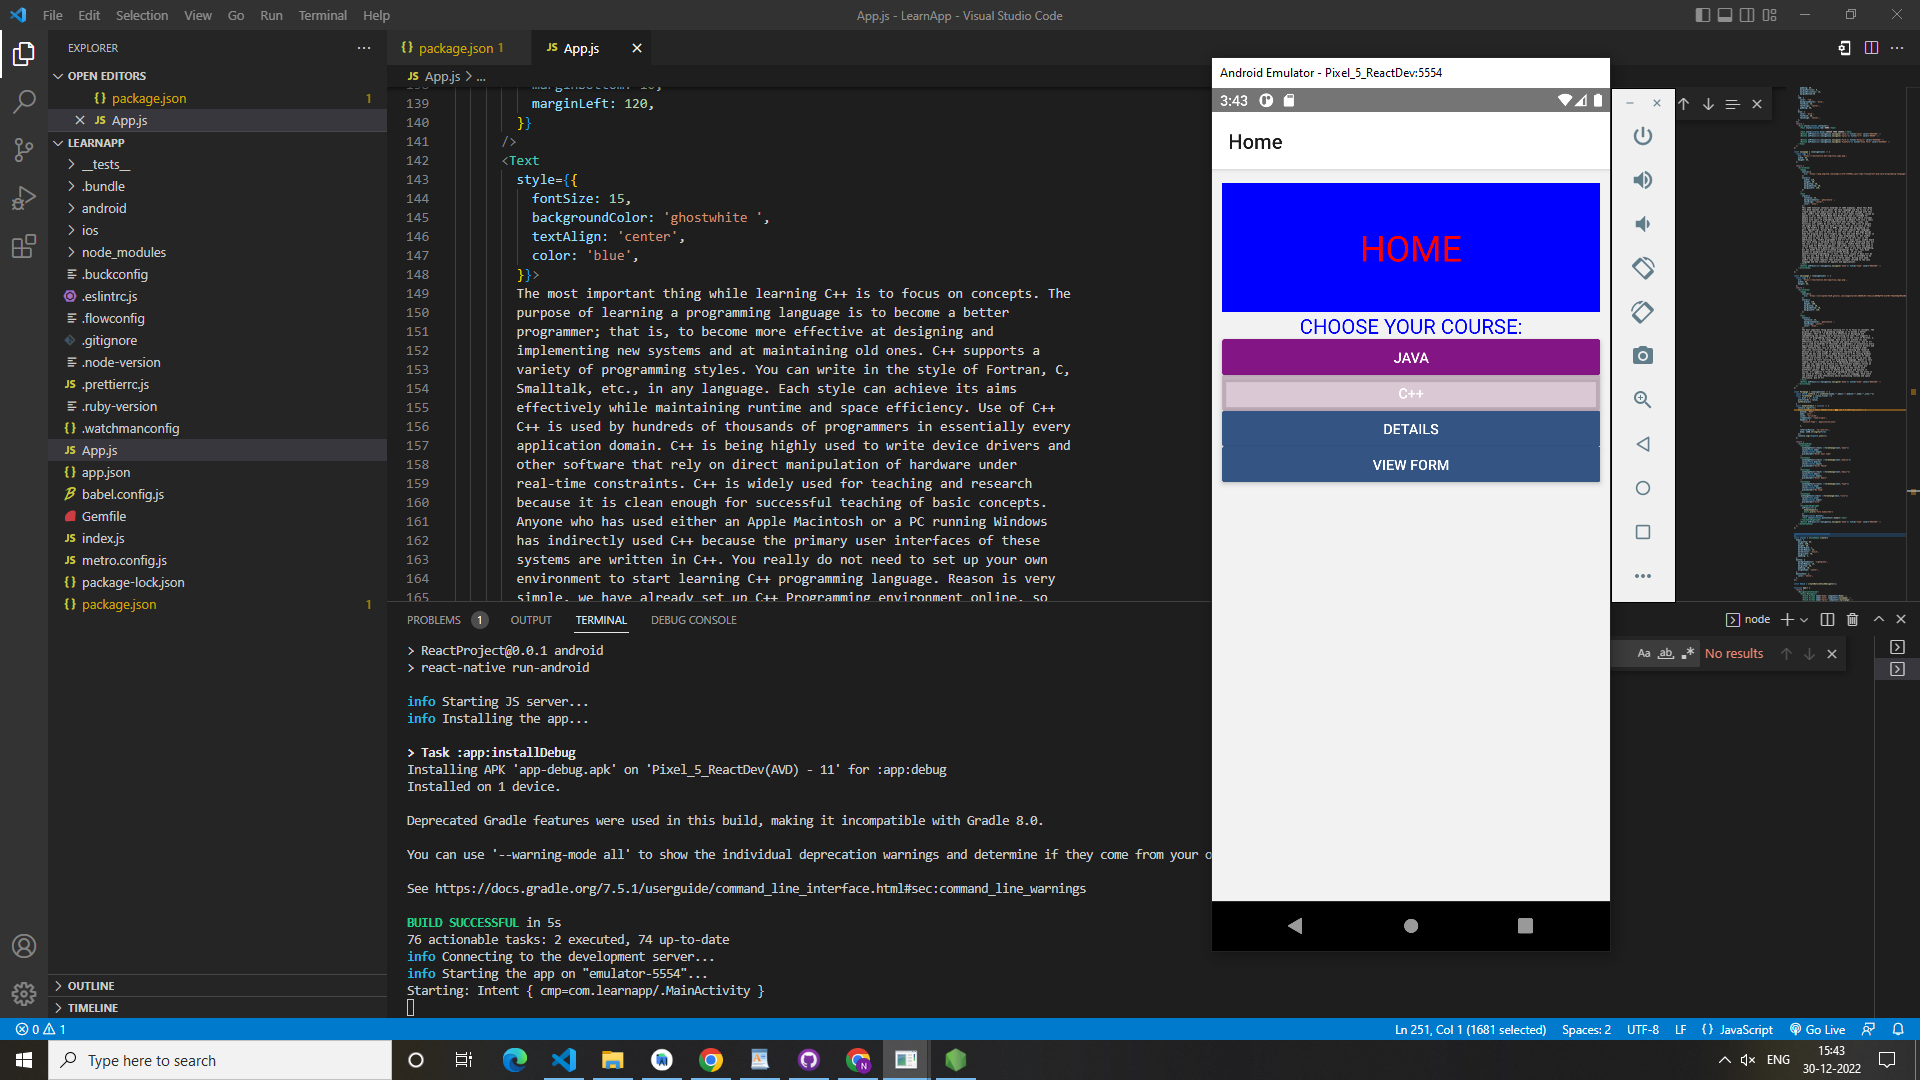 File Edit Selection View Go Run Terminal Help
App.js - LearnApp - Visual Studio Code
EXPLORER
OPEN EDITORS
package.json 1
App.js
LEARNAPP
__tests__
.bundle
android
ios
node_modules
.buckconfig
.eslintrc.js
.flowconfig
.gitignore
.node-version
.prettierrc.js
.ruby-version
.watchmanconfig
App.js
app.json
babel.config.js
Gemfile
index.js
metro.config.js
package-lock.json
package.json 1
OUTLINE
TIMELINE
package.json 1
JS App.js
JS App.js > ...
139 marginLeft: 120,
140 }}
141 />
142 <Text
143 style={{
144 fontSize: 15,
145 backgroundColor: 'ghostwhite ',
146 textAlign: 'center',
147 color: 'blue',
148 }}>
149 The most important thing while learning C++ is to focus on concepts. The
150 purpose of learning a programming language is to become a better
151 programmer; that is, to become more effective at designing and
152 implementing new systems and at maintaining old ones. C++ supports a
153 variety of programming styles. You can write in the style of Fortran, C,
154 Smalltalk, etc., in any language. Each style can achieve its aims
155 effectively while maintaining runtime and space efficiency. Use of C++
156 C++ is used by hundreds of thousands of programmers in essentially every
157 application domain. C++ is being highly used to write device drivers and
158 other software that rely on direct manipulation of hardware under
159 real-time constraints. C++ is widely used for teaching and research
160 because it is clean enough for successful teaching of basic concepts.
161 Anyone who has used either an Apple Macintosh or a PC running Windows
162 has indirectly used C++ because the primary user interfaces of these
163 systems are written in C++. You really do not need to set up your own
164 environment to start learning C++ programming language. Reason is very
165 simple, we have already set up C++ Programming environment online, so
PROBLEMS 1 OUTPUT TERMINAL DEBUG CONSOLE
> ReactProject@0.0.1 android
> react-native run-android
info Starting JS server...
info Installing the app...
> Task :app:installDebug
Installing APK 'app-debug.apk' on 'Pixel_5_ReactDev(AVD) - 11' for :app:debug
Installed on 1 device.
Deprecated Gradle features were used in this build, making it incompatible with Gradle 8.0.
You can use '--warning-mode all' to show the individual deprecation warnings and determine if they come from your o
See https://docs.gradle.org/7.5.1/userguide/command_line_interface.html#sec:command_line_warnings
BUILD SUCCESSFUL in 5s
76 actionable tasks: 2 executed, 74 up-to-date
info Connecting to the development server...
info Starting the app on "emulator-5554"...
Starting: Intent { cmp=com.learnapp/.MainActivity }
Android Emulator - Pixel_5_ReactDev:5554
3:43
Home
HOME
CHOOSE YOUR COURSE:
JAVA
C++
DETAILS
VIEW FORM
node
Aa ab .* No results
0 1
Ln 251, Col 1 (1681 selected) Spaces: 2 UTF-8 LF {} JavaScript Go Live
Type here to search
N
ENG
15:43
30-12-2022